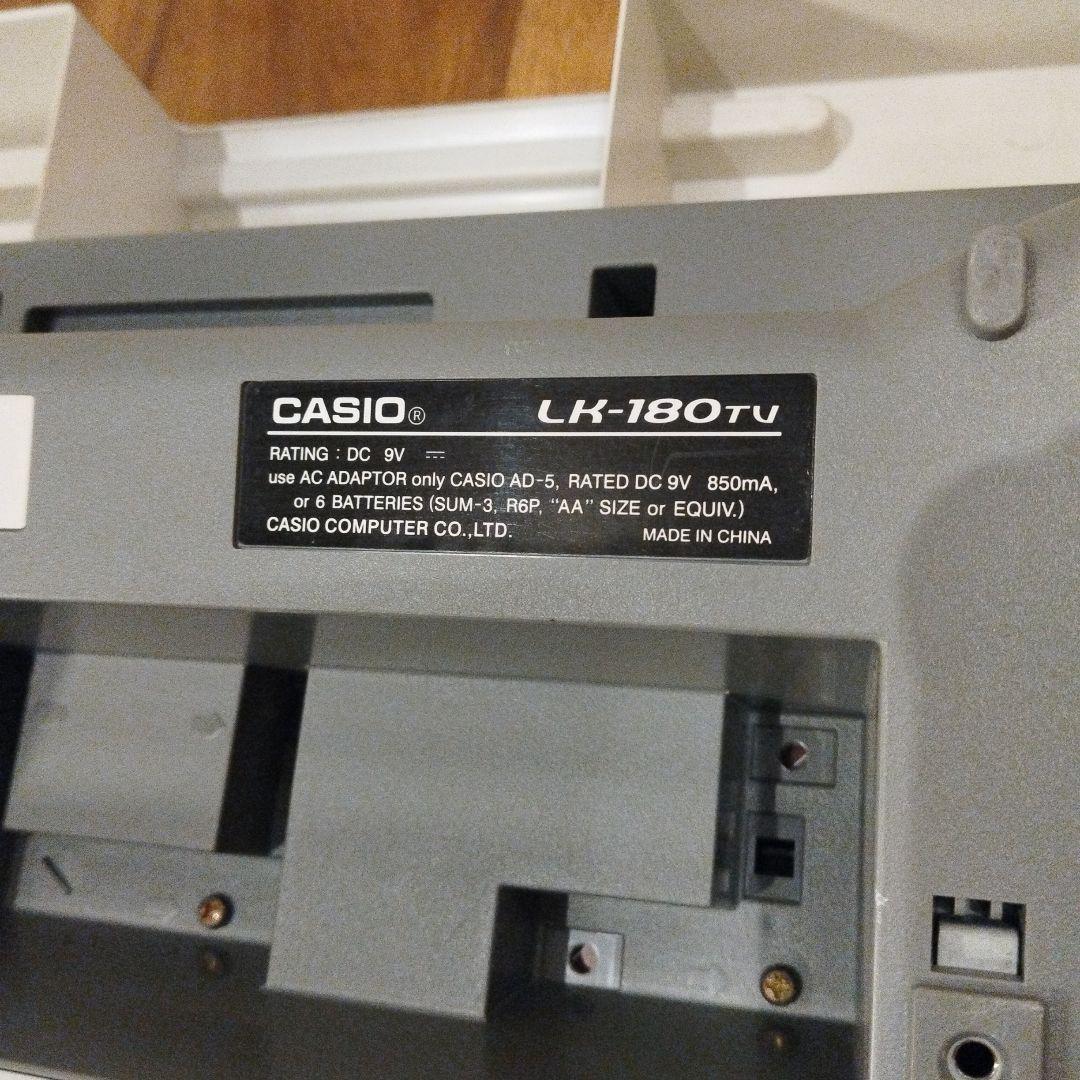 CASIO® LK-180TV
RATING : DC 9V ⎓
use AC ADAPTOR only CASIO AD-5, RATED DC 9V 850mA,
or 6 BATTERIES (SUM-3, R6P, “AA” SIZE or EQUIV.)
CASIO COMPUTER CO.,LTD. MADE IN CHINA